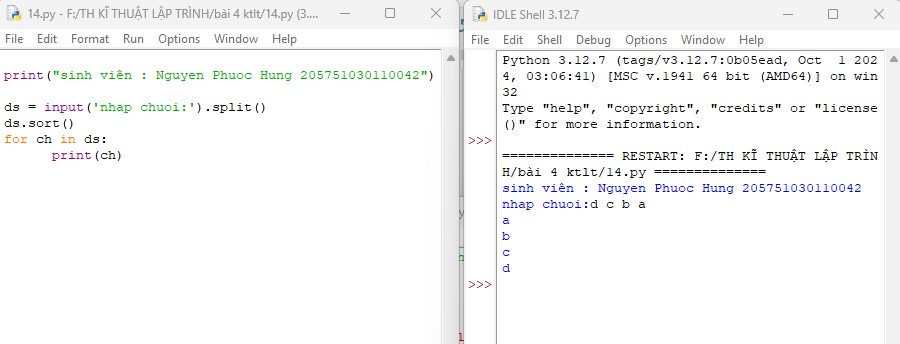 14.py - F:/TH KĨ THUẬT LẬP TRÌNH/bài 4 ktlt/14.py (3....
File Edit Format Run Options Window Help
print("sinh viên : Nguyen Phuoc Hung 205751030110042")
ds = input('nhap chuoi:').split()
ds.sort()
for ch in ds:
print(ch)
IDLE Shell 3.12.7
File Edit Shell Debug Options Window Help
Python 3.12.7 (tags/v3.12.7:0b05ead, Oct 1 202
4, 03:06:41) [MSC v.1941 64 bit (AMD64)] on win
32
Type "help", "copyright", "credits" or "license
()" for more information.
>>>
============== RESTART: F:/TH KĨ THUẬT LẬP TRÌN
H/bài 4 ktlt/14.py ==============
sinh viên : Nguyen Phuoc Hung 205751030110042
nhap chuoi:d c b a
a
b
c
d
>>>